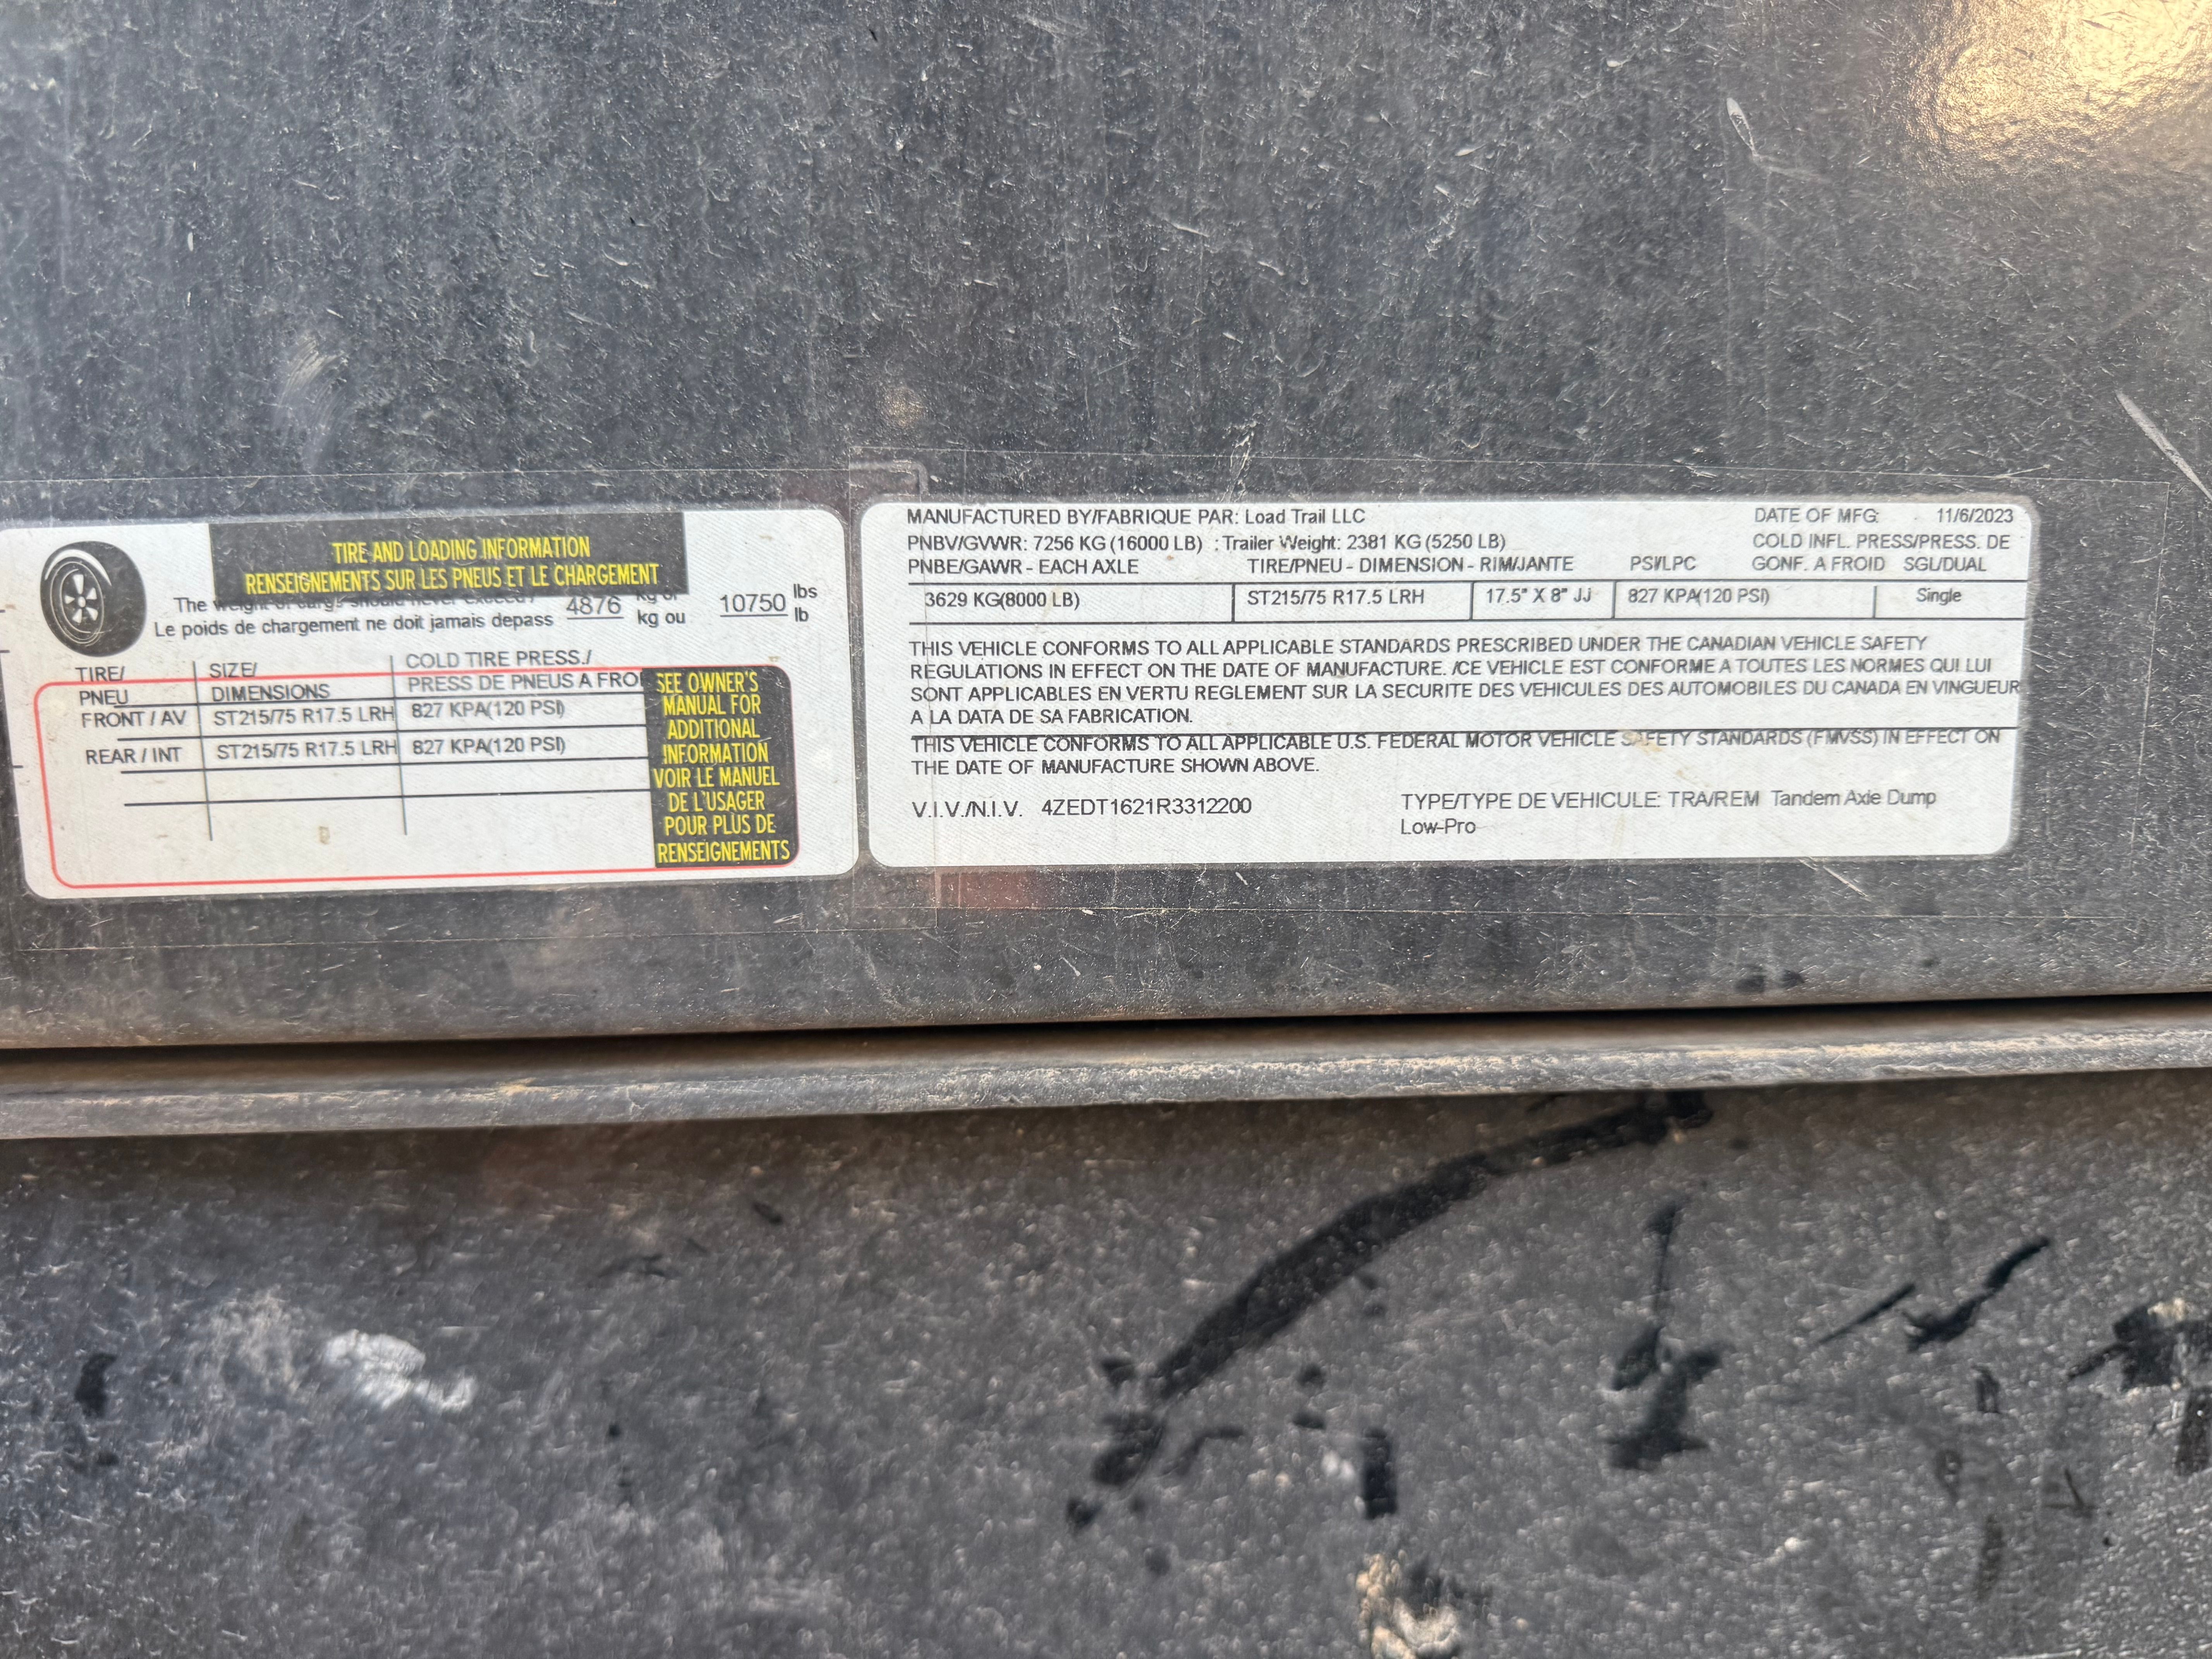 TIRE AND LOADING INFORMATION
RENSEIGNEMENTS SUR LES PNEUS ET LE CHARGEMENT
The weight of cargo should never exceed / 4876 kg or 10750 lbs
Le poids de chargement ne doit jamais depass kg ou lb
TIRE/ SIZE/ COLD TIRE PRESS./
PNEU DIMENSIONS PRESS DE PNEUS A FROI
FRONT / AV ST215/75 R17.5 LRH 827 KPA(120 PSI)
REAR / INT ST215/75 R17.5 LRH 827 KPA(120 PSI)
SEE OWNER'S
MANUAL FOR
ADDITIONAL
INFORMATION
VOIR LE MANUEL
DE L'USAGER
POUR PLUS DE
RENSEIGNEMENTS
MANUFACTURED BY/FABRIQUE PAR: Load Trail LLC DATE OF MFG: 11/6/2023
PNBV/GVWR: 7256 KG (16000 LB) : Trailer Weight: 2381 KG (5250 LB) COLD INFL. PRESS/PRESS. DE
PNBE/GAWR - EACH AXLE TIRE/PNEU - DIMENSION - RIM/JANTE PSI/LPC GONF. A FROID SGL/DUAL
3629 KG(8000 LB) ST215/75 R17.5 LRH 17.5" X 8" JJ 827 KPA(120 PSI) Single
THIS VEHICLE CONFORMS TO ALL APPLICABLE STANDARDS PRESCRIBED UNDER THE CANADIAN VEHICLE SAFETY
REGULATIONS IN EFFECT ON THE DATE OF MANUFACTURE. /CE VEHICLE EST CONFORME A TOUTES LES NORMES QUI LUI
SONT APPLICABLES EN VERTU REGLEMENT SUR LA SECURITE DES VEHICULES DES AUTOMOBILES DU CANADA EN VINGUEUR
A LA DATA DE SA FABRICATION.
THIS VEHICLE CONFORMS TO ALL APPLICABLE U.S. FEDERAL MOTOR VEHICLE SAFETY STANDARDS (FMVSS) IN EFFECT ON
THE DATE OF MANUFACTURE SHOWN ABOVE.
V.I.V./N.I.V. 4ZEDT1621R3312200 TYPE/TYPE DE VEHICULE: TRA/REM Tandem Axle Dump
Low-Pro